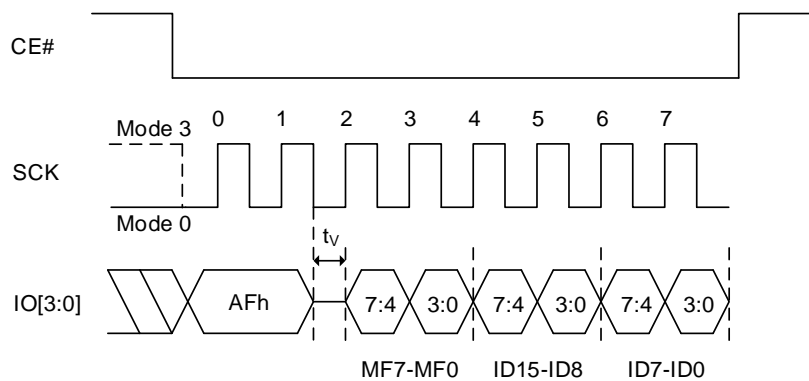 CE#
0 1 2 3 4 5 6 7
Mode 3
SCK
Mode 0
tV
IO[3:0] AFh 7:4 3:0 7:4 3:0 7:4 3:0
MF7-MF0 ID15-ID8 ID7-ID0